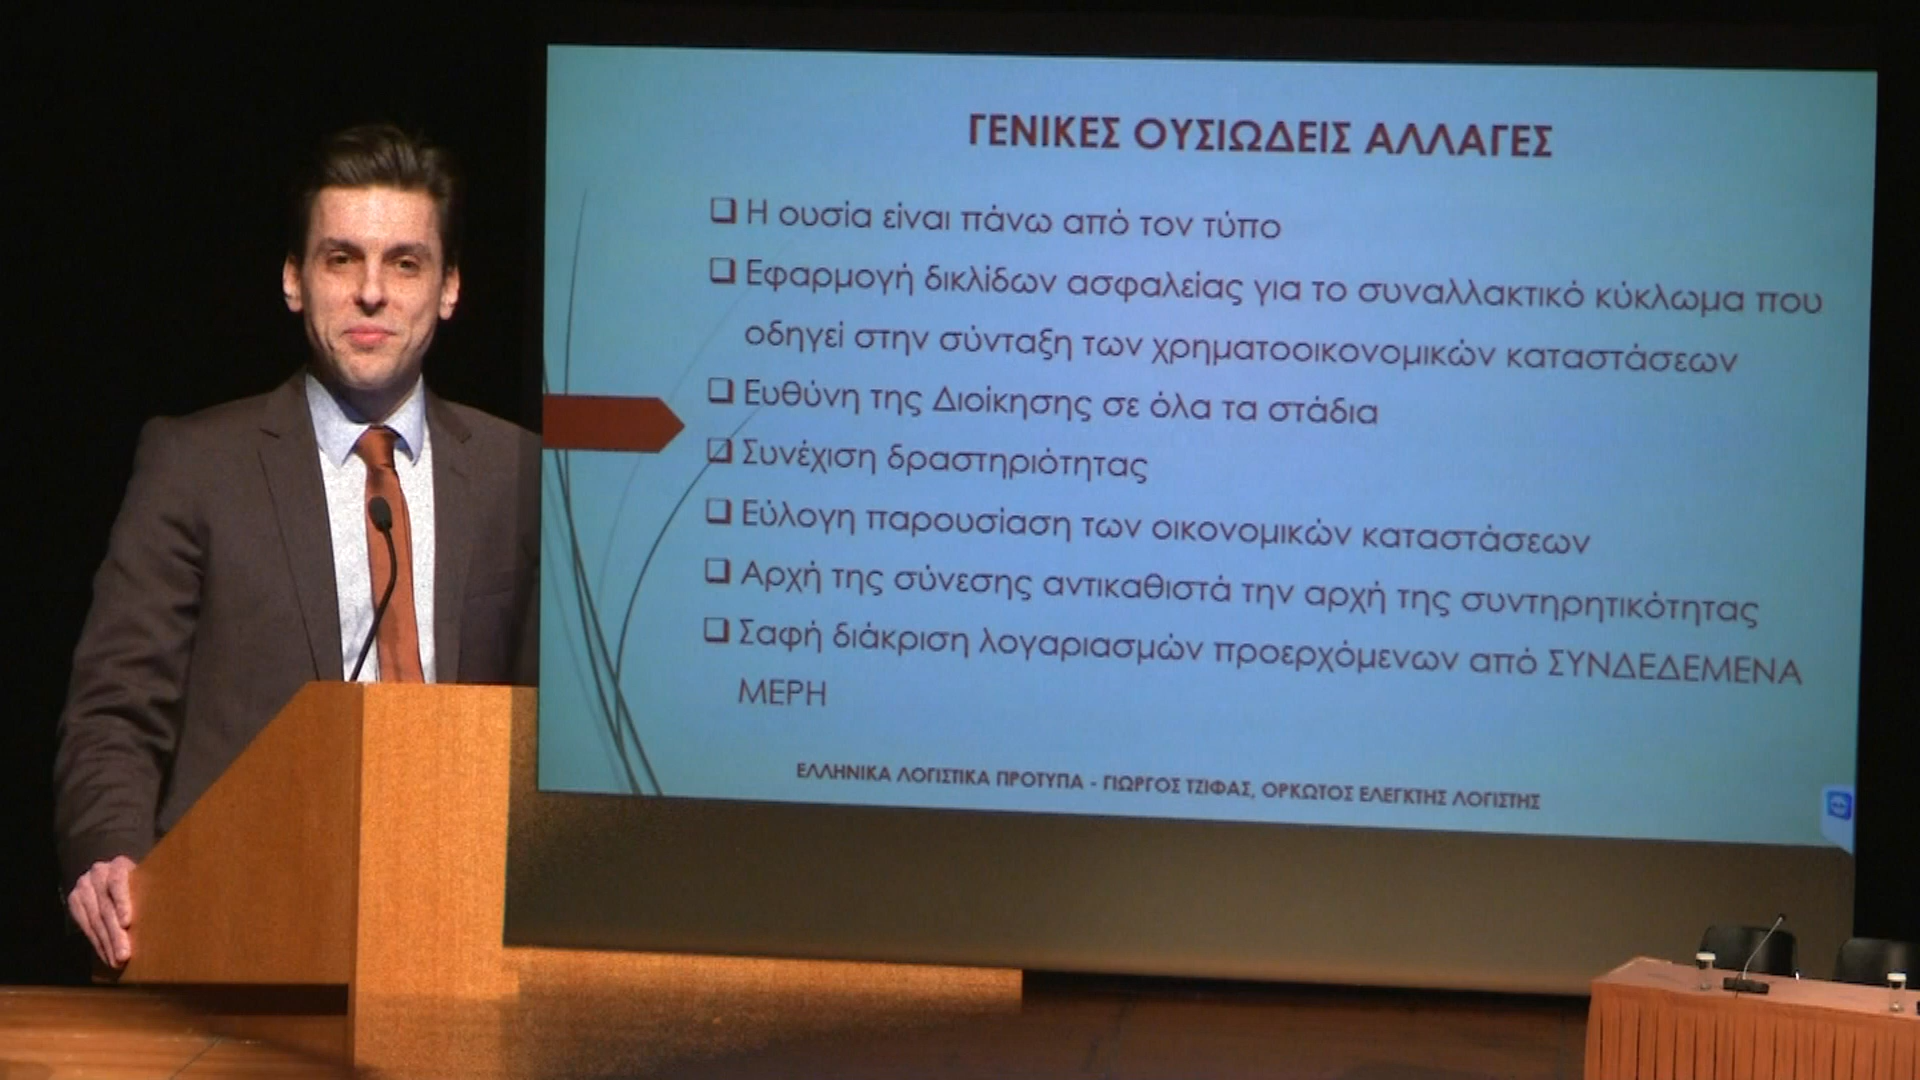 ΓΕΝΙΚΕΣ ΟΥΣΙΩΔΕΙΣ ΑΛΛΑΓΕΣ
Η ουσία είναι πάνω από τον τύπο
Εφαρμογή δικλίδων ασφαλείας για το συναλλακτικό κύκλωμα που
οδηγεί στην σύνταξη των χρηματοοικονομικών καταστάσεων
Ευθύνη της Διοίκησης σε όλα τα στάδια
Συνέχιση δραστηριότητας
Εύλογη παρουσίαση των οικονομικών καταστάσεων
Αρχή της σύνεσης αντικαθιστά την αρχή της συντηρητικότητας
Σαφή διάκριση λογαριασμών προερχόμενων από ΣΥΝΔΕΔΕΜΕΝΑ
ΜΕΡΗ
ΕΛΛΗΝΙΚΑ ΛΟΓΙΣΤΙΚΑ ΠΡΟΤΥΠΑ - ΓΙΩΡΓΟΣ ΤΖΙΦΑΣ, ΟΡΚΩΤΟΣ ΕΛΕΓΚΤΗΣ ΛΟΓΙΣΤΗΣ